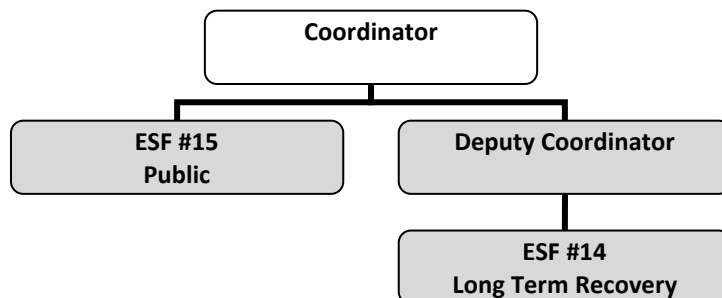 Coordinator
ESF #15
Public
Deputy Coordinator
ESF #14
Long Term Recovery